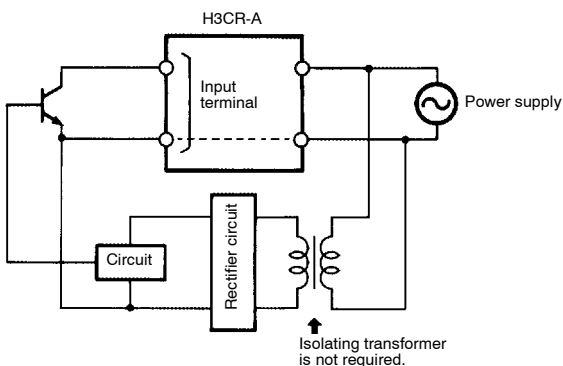 H3CR-A
Input
terminal
Power supply
Circuit
Rectifier circuit
Isolating transformer
is not required.